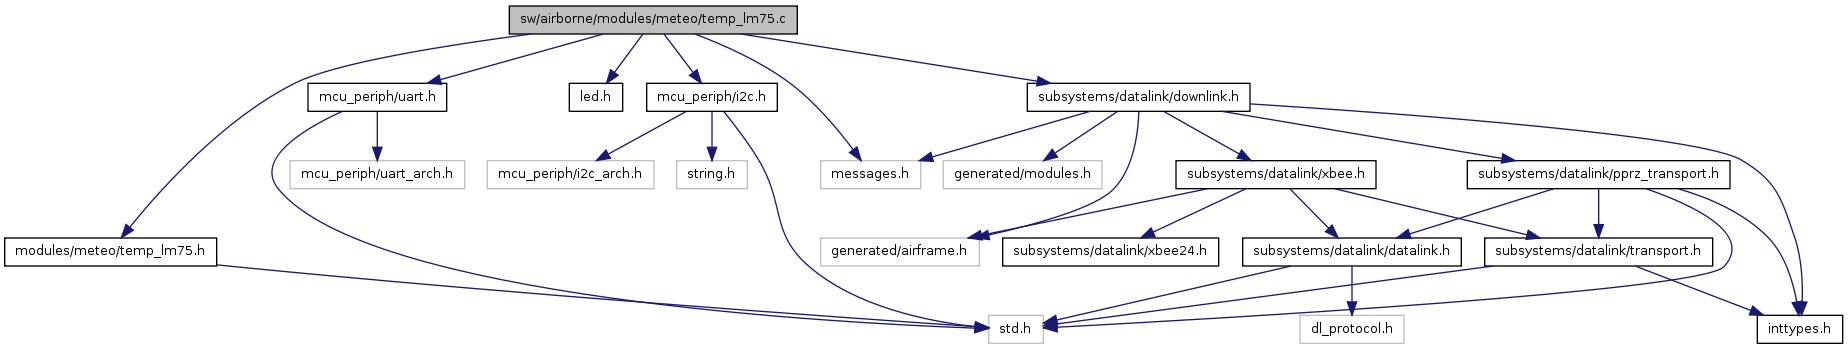 sw/airborne/modules/meteo/temp_lm75.c
mcu_periph/uart.h
led.h
mcu_periph/i2c.h
subsystems/datalink/downlink.h
mcu_periph/uart_arch.h
mcu_periph/i2c_arch.h
string.h
messages.h
generated/modules.h
subsystems/datalink/xbee.h
subsystems/datalink/pprz_transport.h
modules/meteo/temp_lm75.h
generated/airframe.h
subsystems/datalink/xbee24.h
subsystems/datalink/datalink.h
subsystems/datalink/transport.h
std.h
dl_protocol.h
inttypes.h